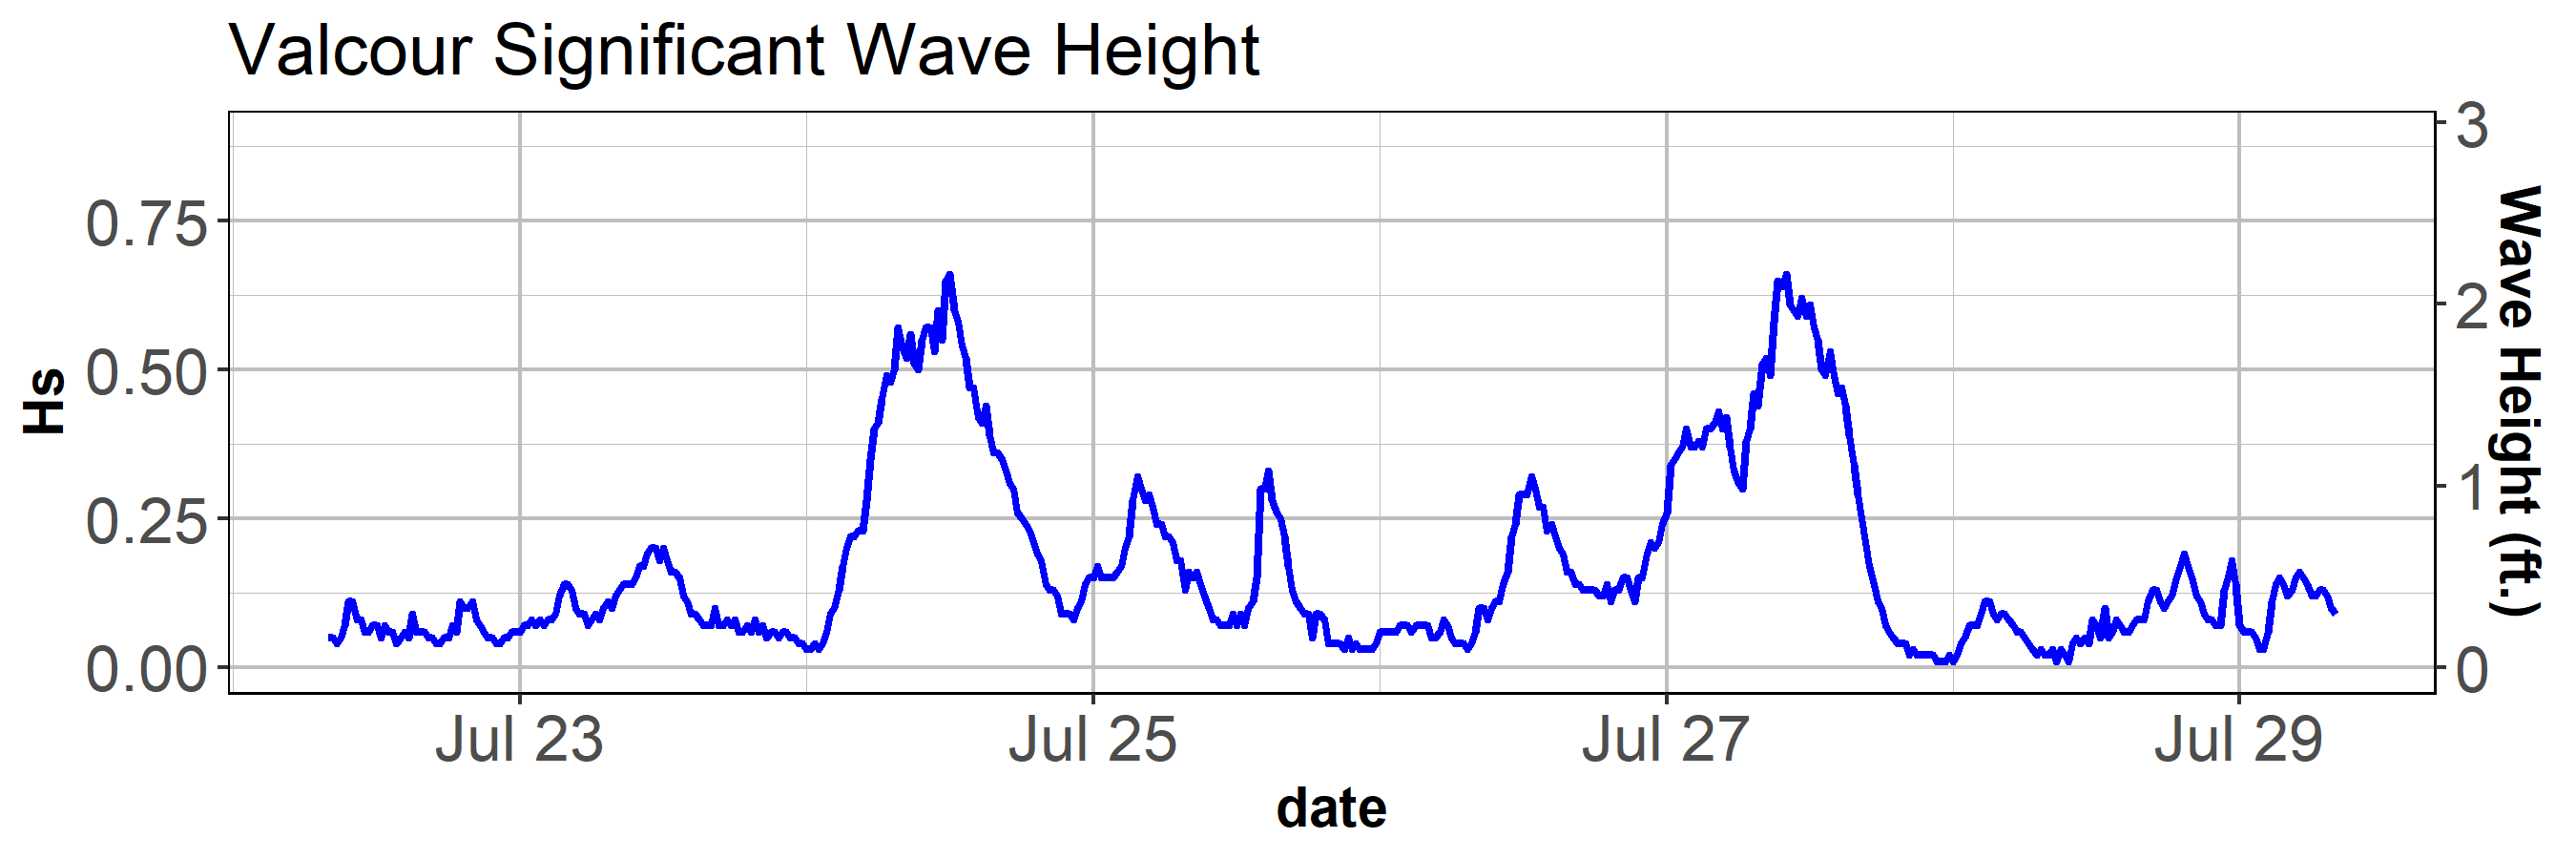 Valcour Significant Wave Height
Hs
0.75
0.50
0.25
0.00
3
2
1
0
Wave Height (ft.)
Jul 23
Jul 25
Jul 27
Jul 29
date